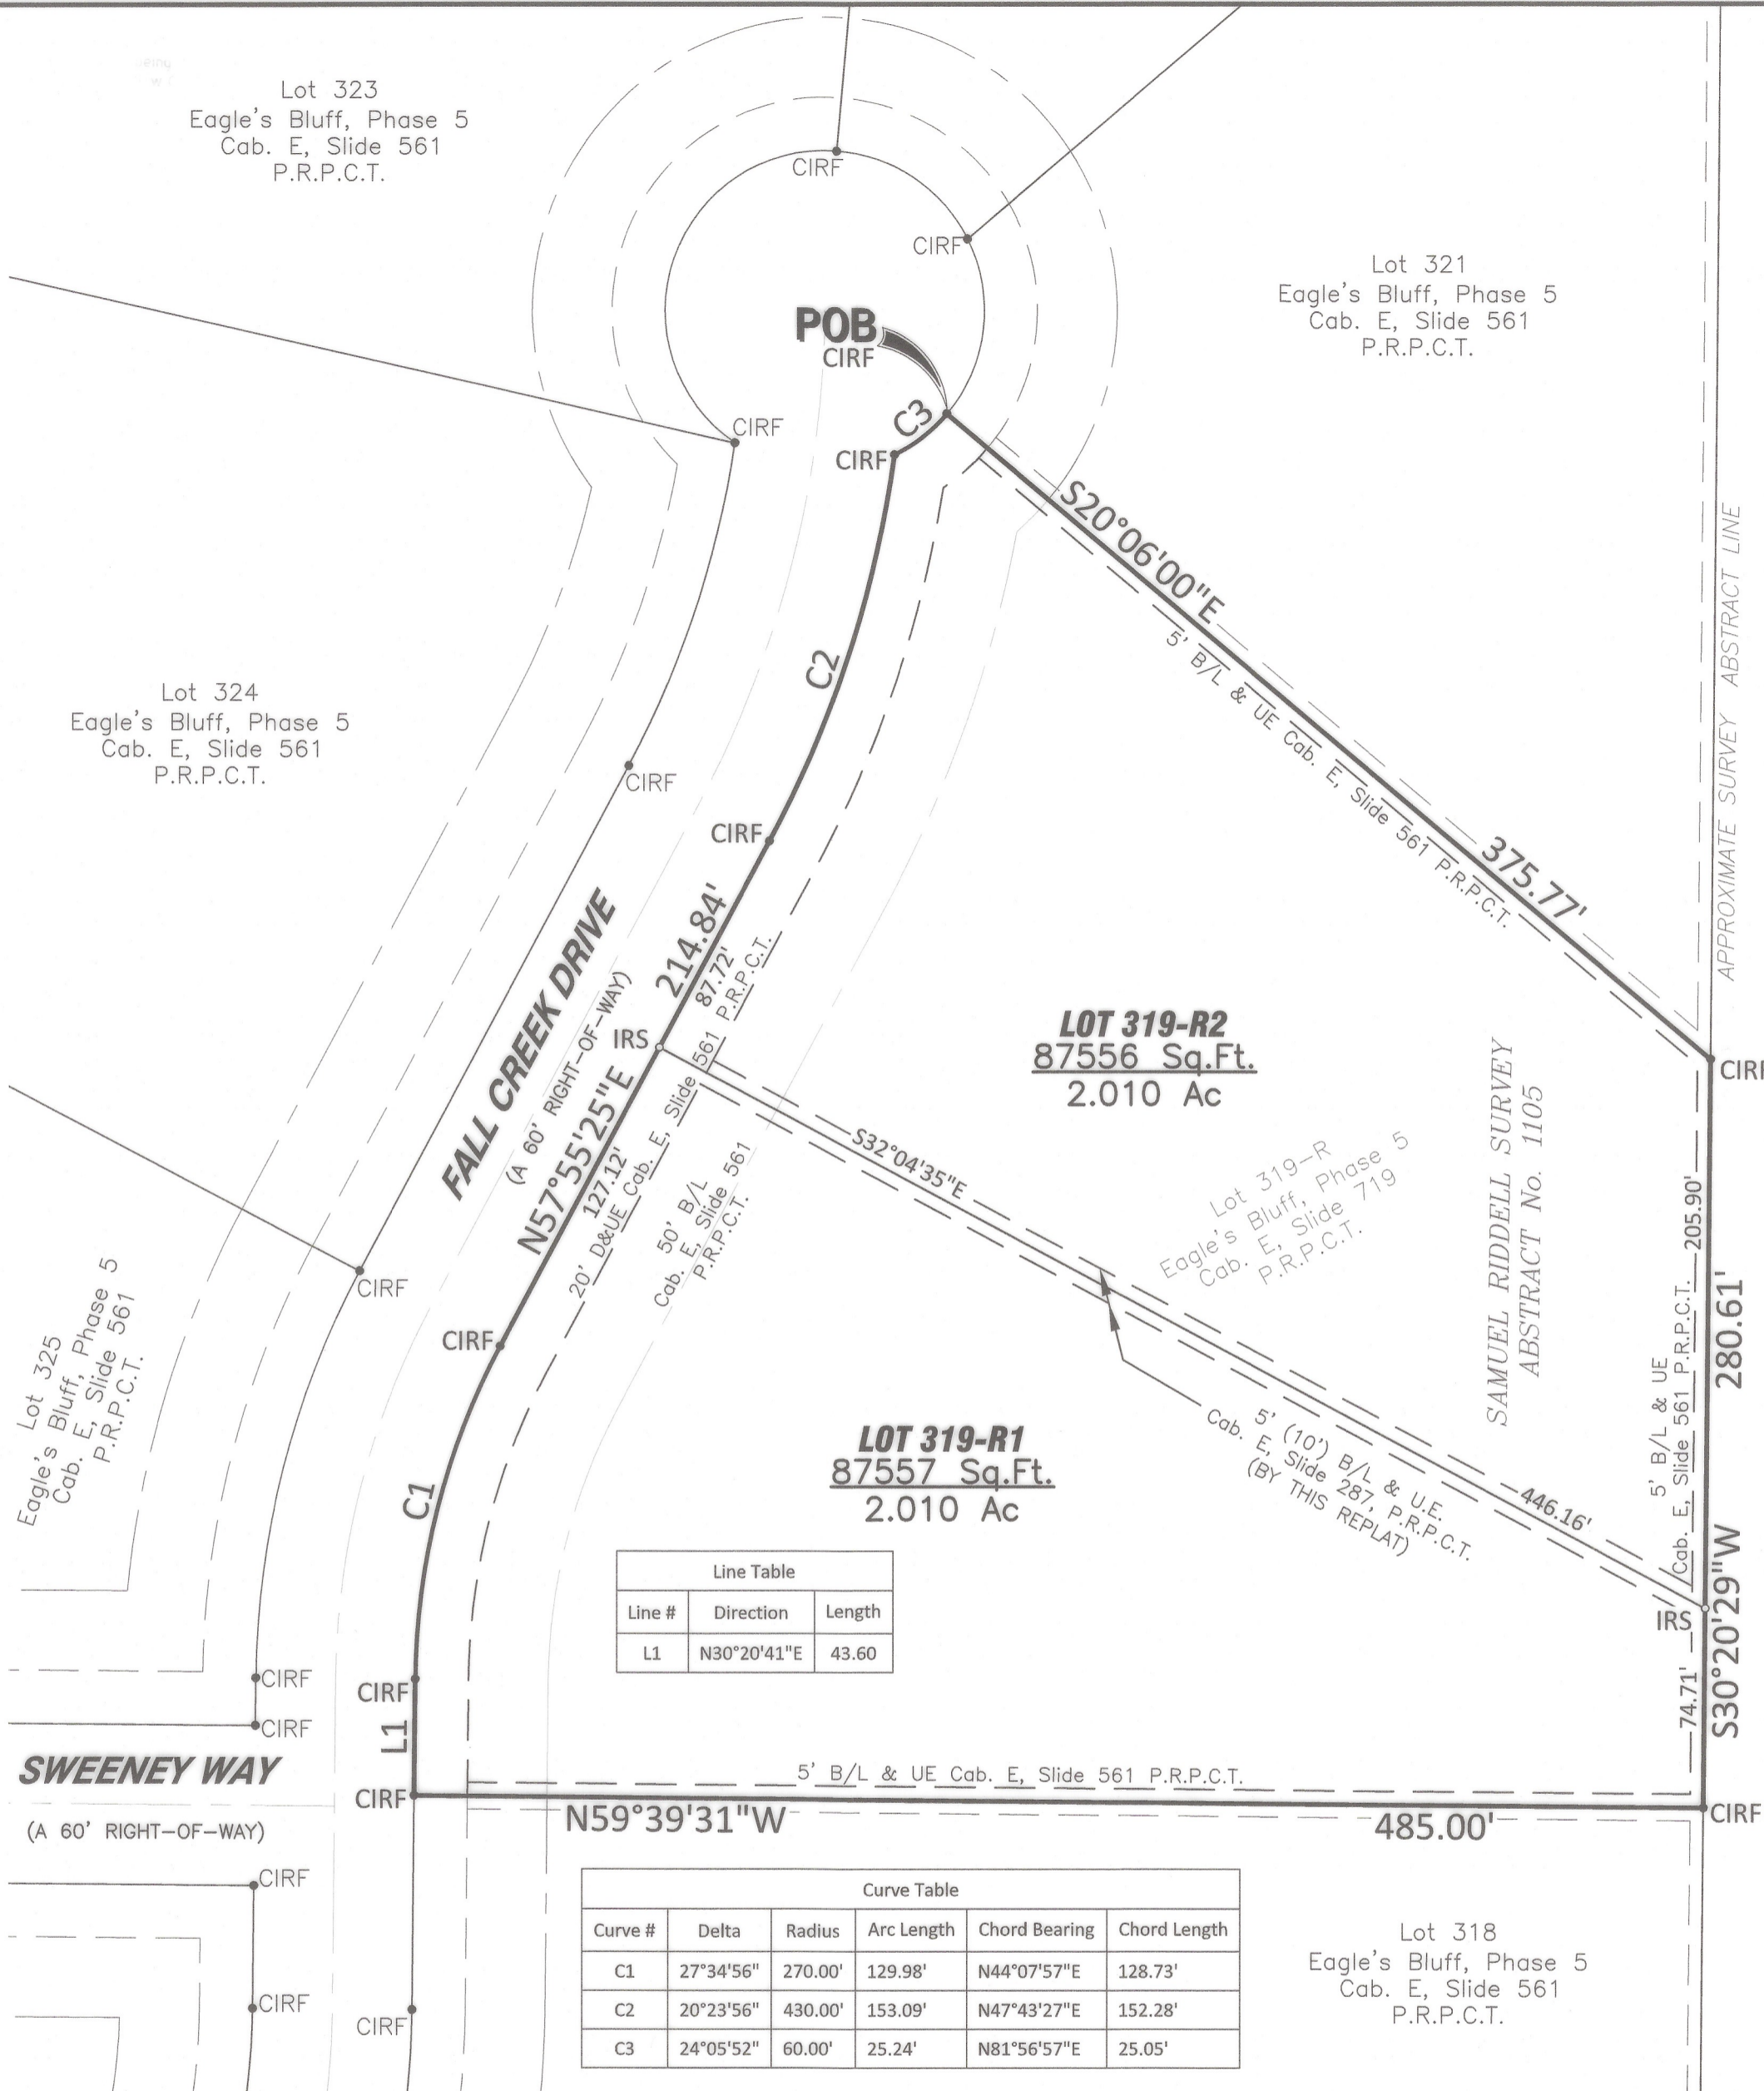 Lot 323
Eagle's Bluff, Phase 5
Cab. E, Slide 561
P.R.P.C.T.
CIRF
CIRF
Lot 321
Eagle's Bluff, Phase 5
Cab. E, Slide 561
P.R.P.C.T.
POB
CIRF
C3
CIRF
CIRF
S20°06'00"E
375.77'
5' B/L & UE Cab. E, Slide 561 P.R.P.C.T.
APPROXIMATE SURVEY ABSTRACT LINE
C2
Lot 324
Eagle's Bluff, Phase 5
Cab. E, Slide 561
P.R.P.C.T.
CIRF
CIRF
FALL CREEK DRIVE
(A 60' RIGHT-OF-WAY)
214.84'
87.72'
N57°55'25"E
127.12'
20' D&UE Cab. E, Slide 561 P.R.P.C.T.
50' B/L
Cab. E, Slide 561
P.R.P.C.T.
IRS
LOT 319-R2
87556 Sq.Ft.
2.010 Ac
CIRF
S32°04'35"E
446.16'
Lot 319-R
Eagle's Bluff, Phase 5
Cab. E, Slide 719
P.R.P.C.T.
SAMUEL RIDDELL SURVEY
ABSTRACT No. 1105
205.90'
280.61'
5' B/L & UE
Cab. E, Slide 561 P.R.P.C.T.
S30°20'29"W
74.71'
CIRF
CIRF
Lot 325
Eagle's Bluff, Phase 5
Cab. E, Slide 561
P.R.P.C.T.
C1
LOT 319-R1
87557 Sq.Ft.
2.010 Ac
5' (10') B/L & U.E.
Cab. E, Slide 287, P.R.P.C.T.
(BY THIS REPLAT)
IRS
Line Table
Line # Direction Length
L1 N30°20'41"E 43.60
CIRF
CIRF
CIRF
L1
SWEENEY WAY
(A 60' RIGHT-OF-WAY)
CIRF
5' B/L & UE Cab. E, Slide 561 P.R.P.C.T.
N59°39'31"W
485.00'
CIRF
CIRF
CIRF
CIRF
Curve Table
Curve # Delta Radius Arc Length Chord Bearing Chord Length
C1 27°34'56" 270.00' 129.98' N44°07'57"E 128.73'
C2 20°23'56" 430.00' 153.09' N47°43'27"E 152.28'
C3 24°05'52" 60.00' 25.24' N81°56'57"E 25.05'
Lot 318
Eagle's Bluff, Phase 5
Cab. E, Slide 561
P.R.P.C.T.